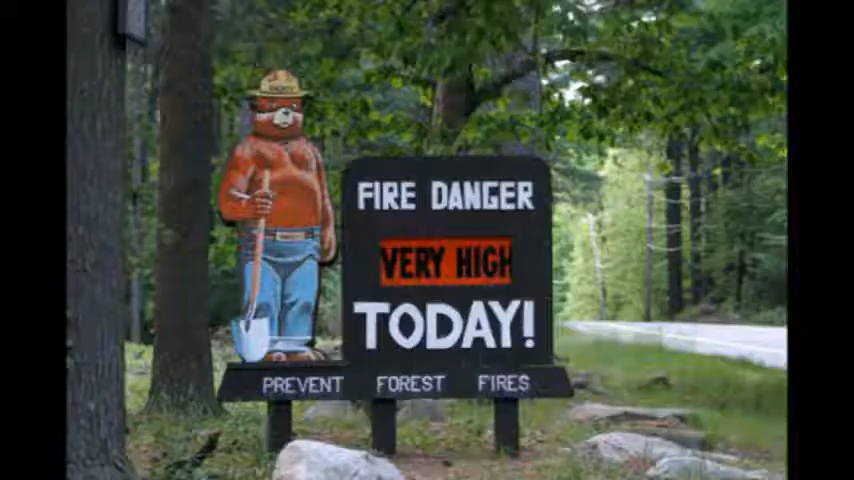 FIRE DANGER
VERY HIGH
TODAY!
PREVENT FOREST FIRES